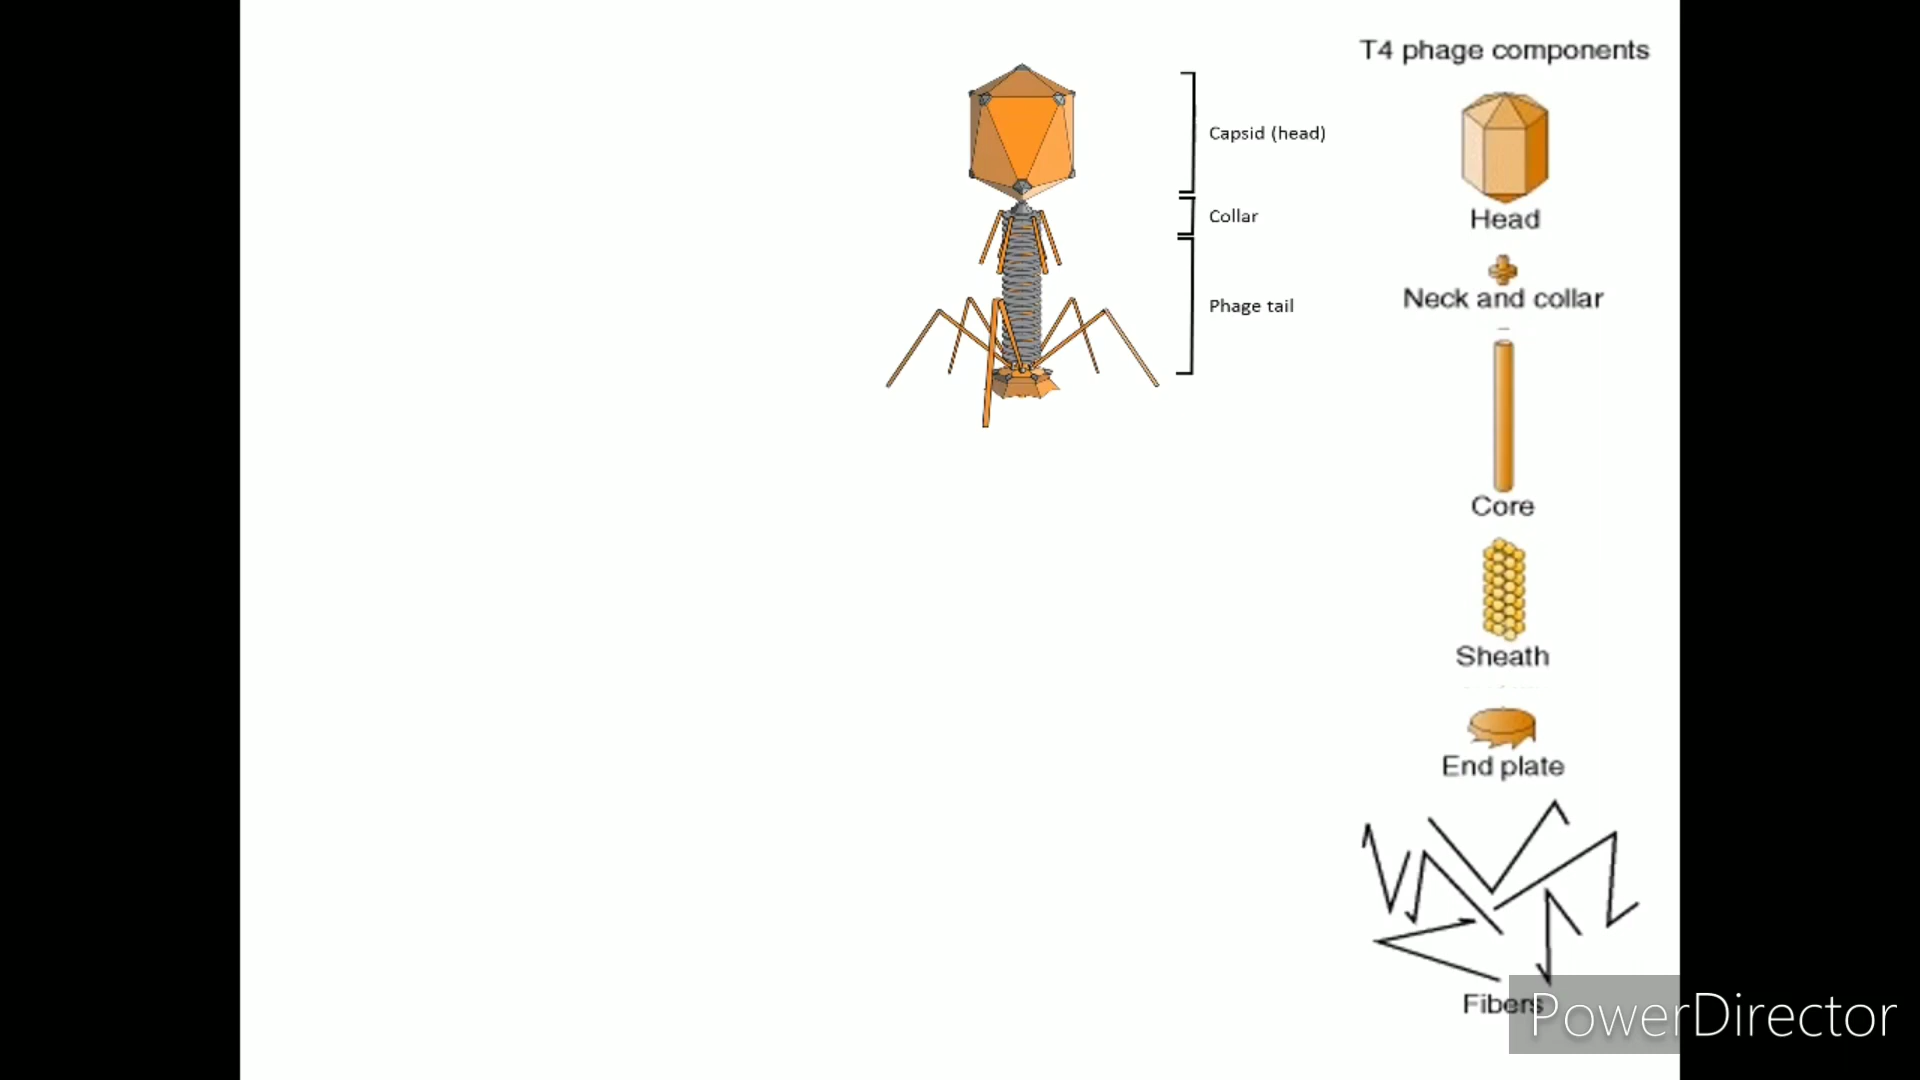 Capsid (head)
Collar
Phage tail
T4 phage components
Head
Neck and collar
Core
Sheath
End plate
Fibers
PowerDirector